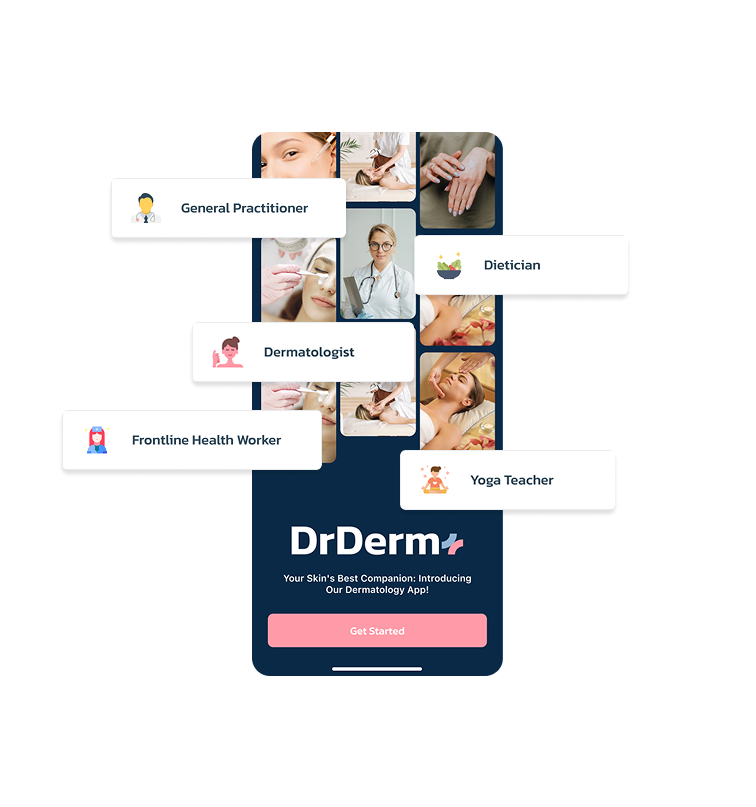 General Practitioner
Dietician
Dermatologist
Frontline Health Worker
Yoga Teacher
DrDerm
Your Skin's Best Companion: Introducing
Our Dermatology App!
Get Started